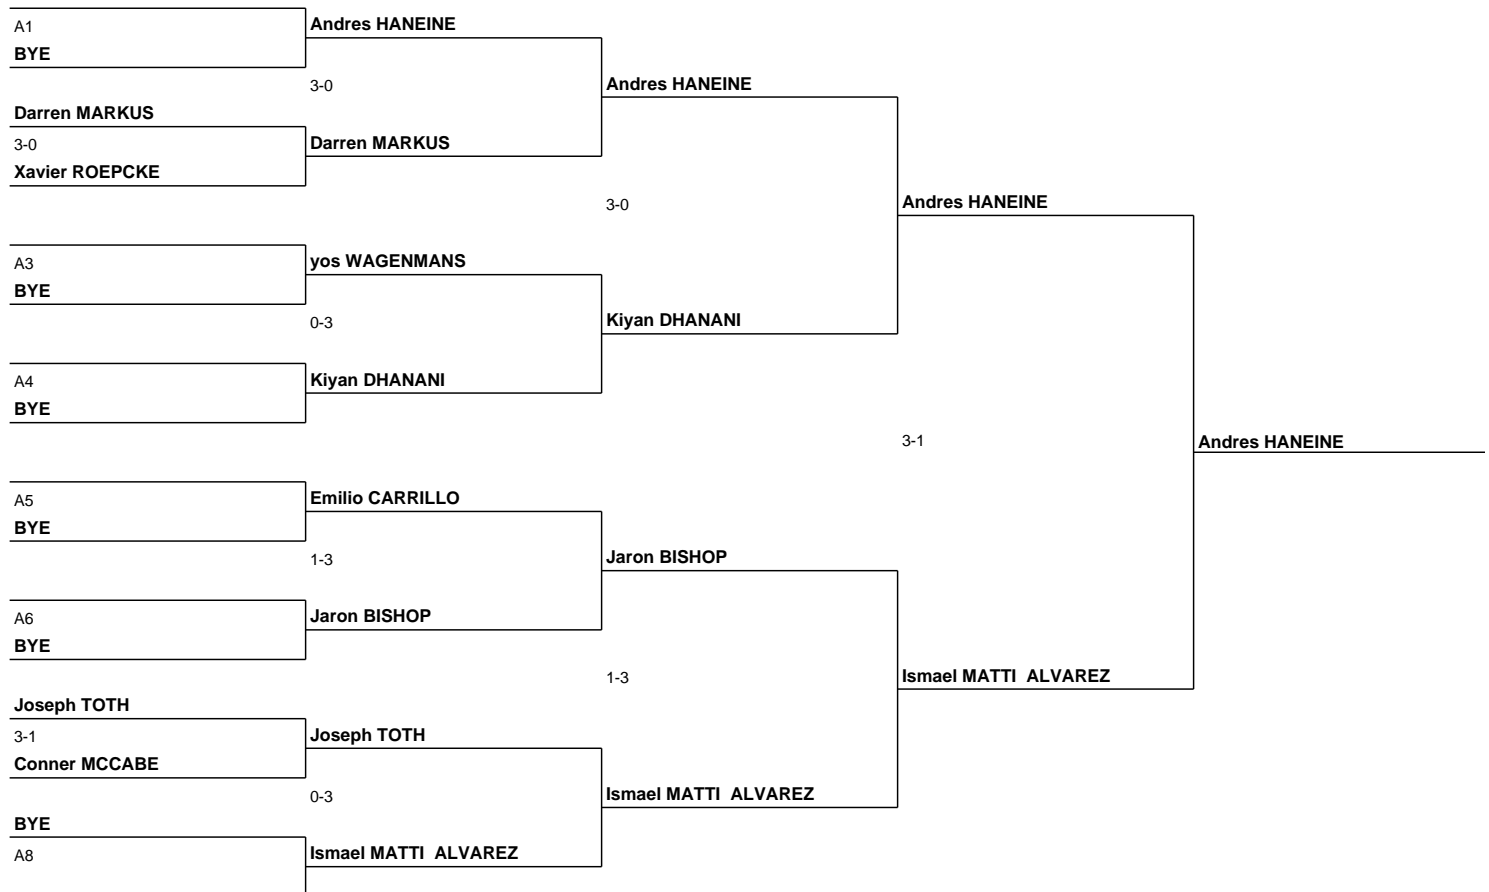 A1
BYE
Andres HANEINE
3-0
Darren MARKUS
3-0
Xavier ROEPCKE
Darren MARKUS
Andres HANEINE
3-0
A3
BYE
yos WAGENMANS
0-3
A4
BYE
Kiyan DHANANI
Kiyan DHANANI
Andres HANEINE
3-1
Andres HANEINE
A5
BYE
Emilio CARRILLO
1-3
A6
BYE
Jaron BISHOP
Jaron BISHOP
1-3
Joseph TOTH
3-1
Conner MCCABE
Joseph TOTH
0-3
BYE
A8
Ismael MATTI  ALVAREZ
Ismael MATTI  ALVAREZ
Ismael MATTI  ALVAREZ